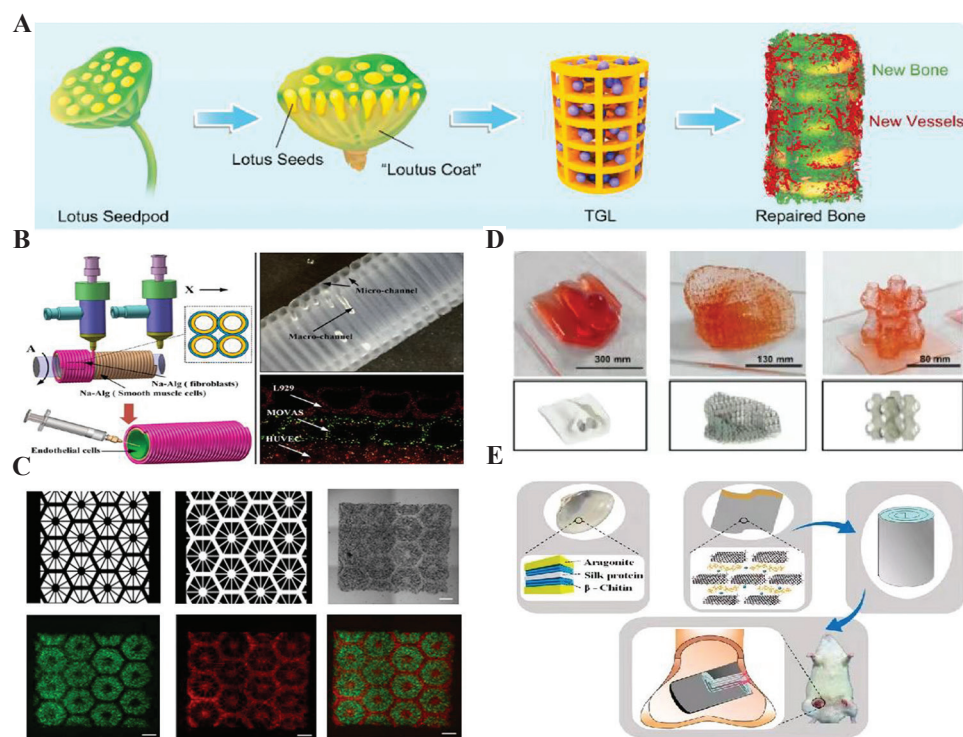 A
New Bone
New Vessels
Lotus Seeds
"Loutus Coat"
Lotus Seedpod
TGL
Repaired Bone
B
X
Micro-channel
Macro-channel
A
Na-Alg ( fibroblasts)
Na-Alg ( Smooth muscle cells)
Endothelial cells
L929
MOVAS
HUVEC
D
300 mm
130 mm
80 mm
C
E
Aragonite
Silk protein
β - Chitin